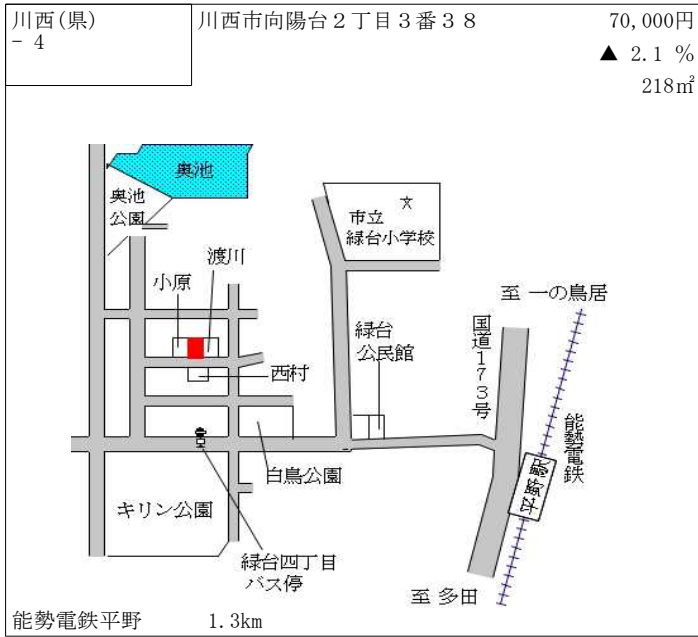 川西(県)
- 4
川西市向陽台２丁目３番３８
70,000円
▲ 2.1 %
218㎡
奥池
奥池
公園
市立
緑台小学校
渡川
小原
至 一の鳥居
緑台
公民館
国道173号
西村
能勢電鉄
白鳥公園
平野駅
キリン公園
緑台四丁目
バス停
至 多田
能勢電鉄平野 1.3km